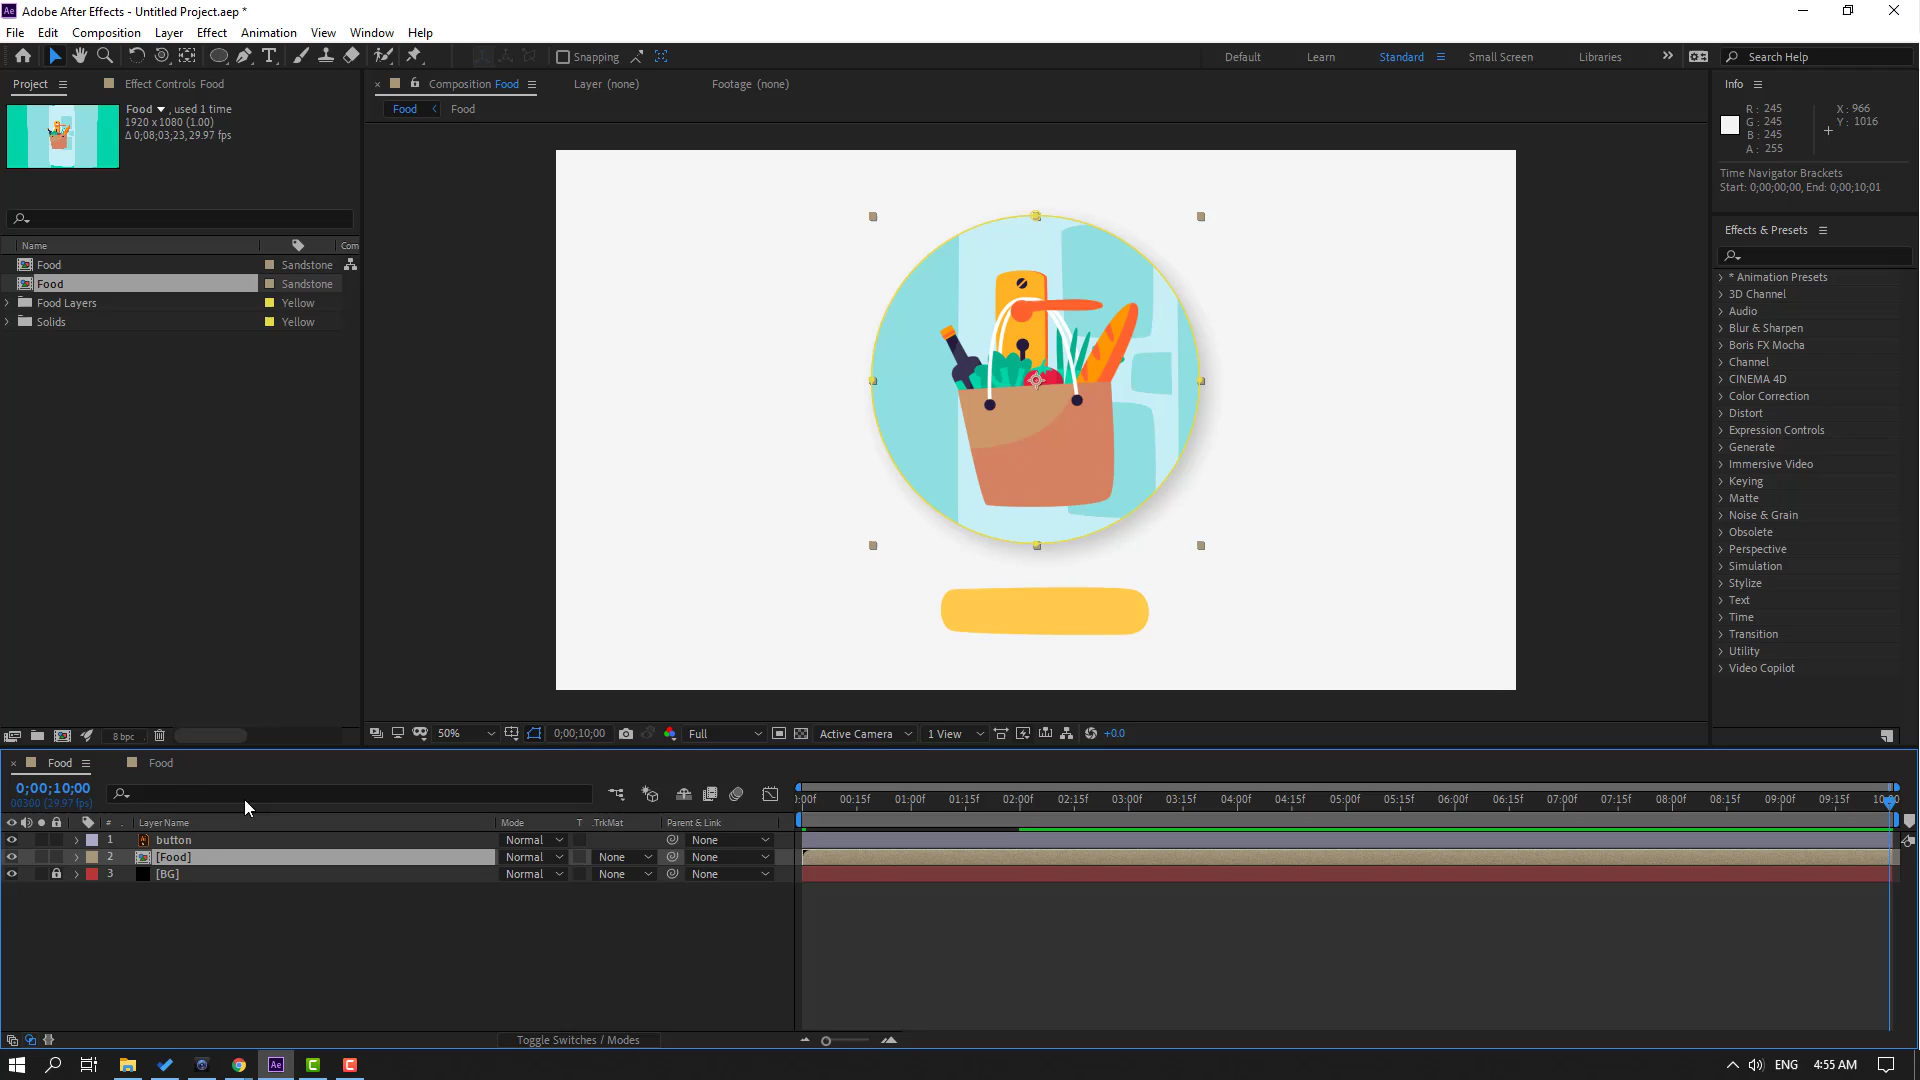 Adobe After Effects - Untitled Project.aep *
File Edit Composition Layer Effect Animation View Window Help
Snapping
Default Learn Standard Small Screen Libraries
Search Help
Project Effect Controls Food
Food , used 1 time
1920 x 1080 (1.00)
Δ 0;08;03;23, 29.97 fps
Name Com
Food Sandstone
Food Sandstone
Food Layers Yellow
Solids Yellow
8 bpc
Composition Food Layer (none) Footage (none)
Food Food
50% 0;00;10;00 Full Active Camera 1 View +0.0
Info
R : 245 X : 966
G : 245 Y : 1016
B : 245
A : 255
Time Navigator Brackets
Start: 0;00;00;00, End: 0;00;10;01
Effects & Presets
* Animation Presets
3D Channel
Audio
Blur & Sharpen
Boris FX Mocha
Channel
CINEMA 4D
Color Correction
Distort
Expression Controls
Generate
Immersive Video
Keying
Matte
Noise & Grain
Obsolete
Perspective
Simulation
Stylize
Text
Time
Transition
Utility
Video Copilot
Food Food
0;00;10;00
00300 (29.97 fps)
:00f 00:15f 01:00f 01:15f 02:00f 02:15f 03:00f 03:15f 04:00f 04:15f 05:00f 05:15f 06:00f 06:15f 07:00f 07:15f 08:00f 08:15f 09:00f 09:15f 10:00
# Layer Name Mode T .TrkMat Parent & Link
1 button Normal None
2 [Food] Normal None None
3 [BG] Normal None None
Toggle Switches / Modes
ENG 4:55 AM